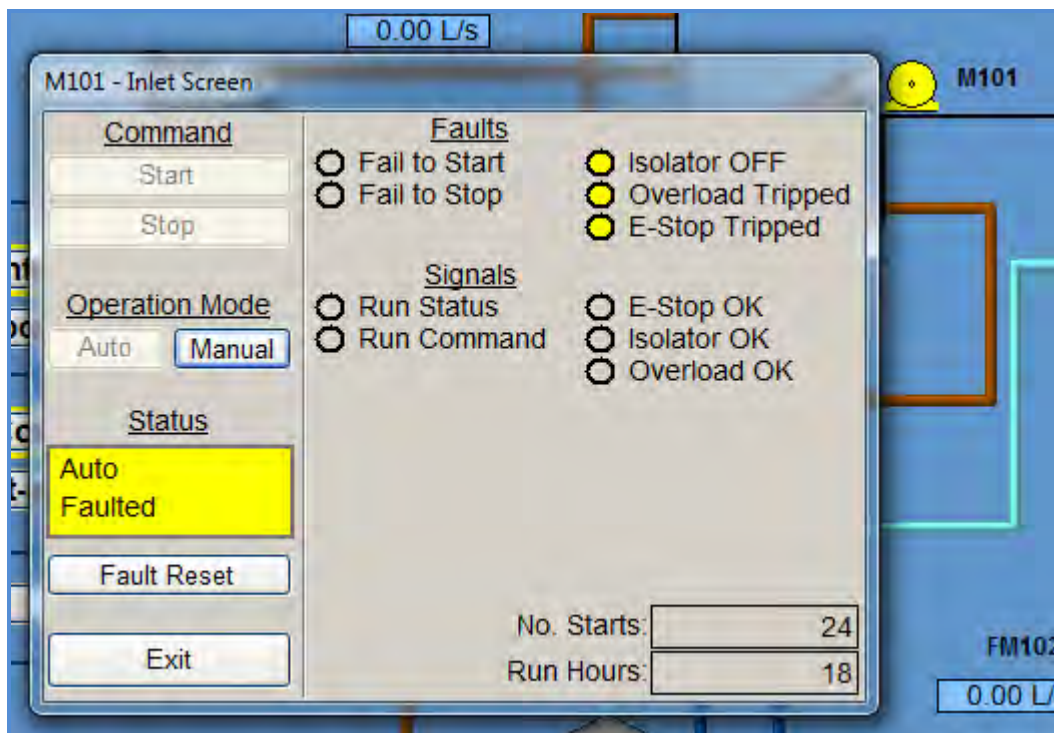 0.00 L/s
M101 - Inlet Screen
M101
Command
Start
Stop
Operation Mode
Auto Manual
Status
Auto
Faulted
Fault Reset
Exit
Faults
Fail to Start
Fail to Stop
Isolator OFF
Overload Tripped
E-Stop Tripped
Signals
Run Status
Run Command
E-Stop OK
Isolator OK
Overload OK
No. Starts: 24
Run Hours: 18
FM102
0.00 L/